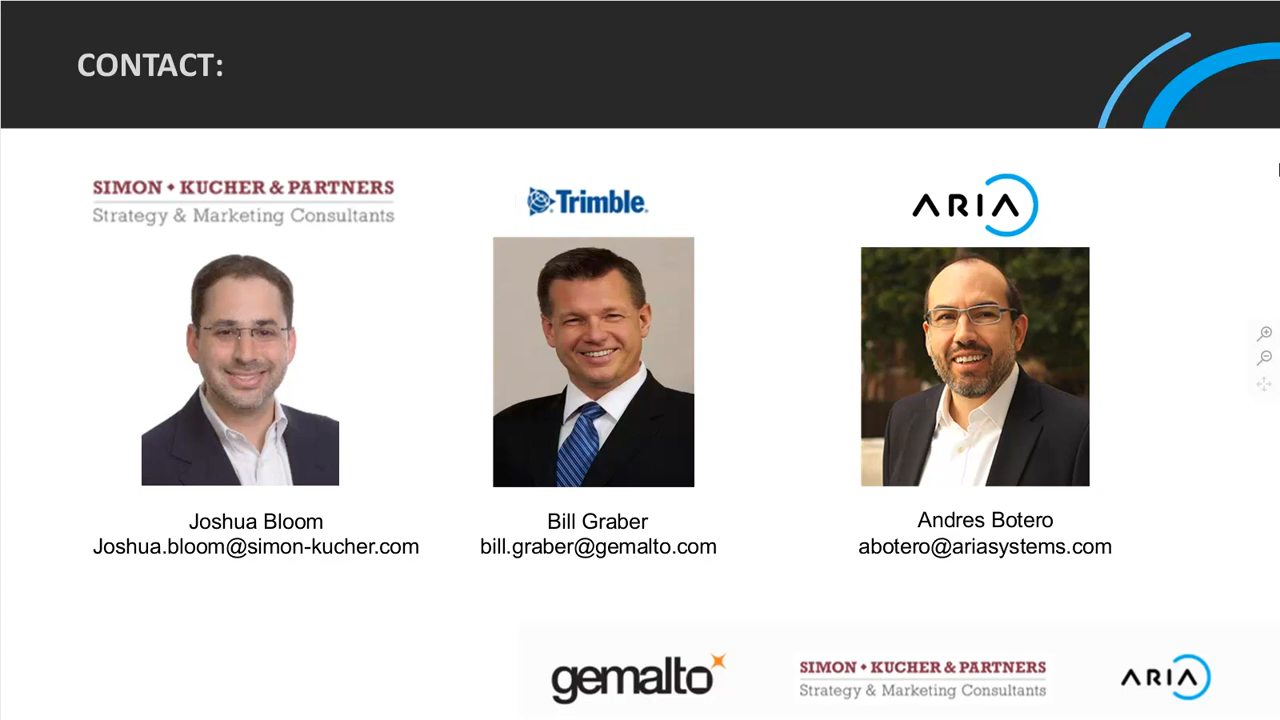 CONTACT:
SIMON • KUCHER & PARTNERS
Strategy & Marketing Consultants
Trimble
ARIA
Joshua Bloom
Joshua.bloom@simon-kucher.com
Bill Graber
bill.graber@gemalto.com
Andres Botero
abotero@ariasystems.com
gemalto
SIMON • KUCHER & PARTNERS
Strategy & Marketing Consultants
ARIA